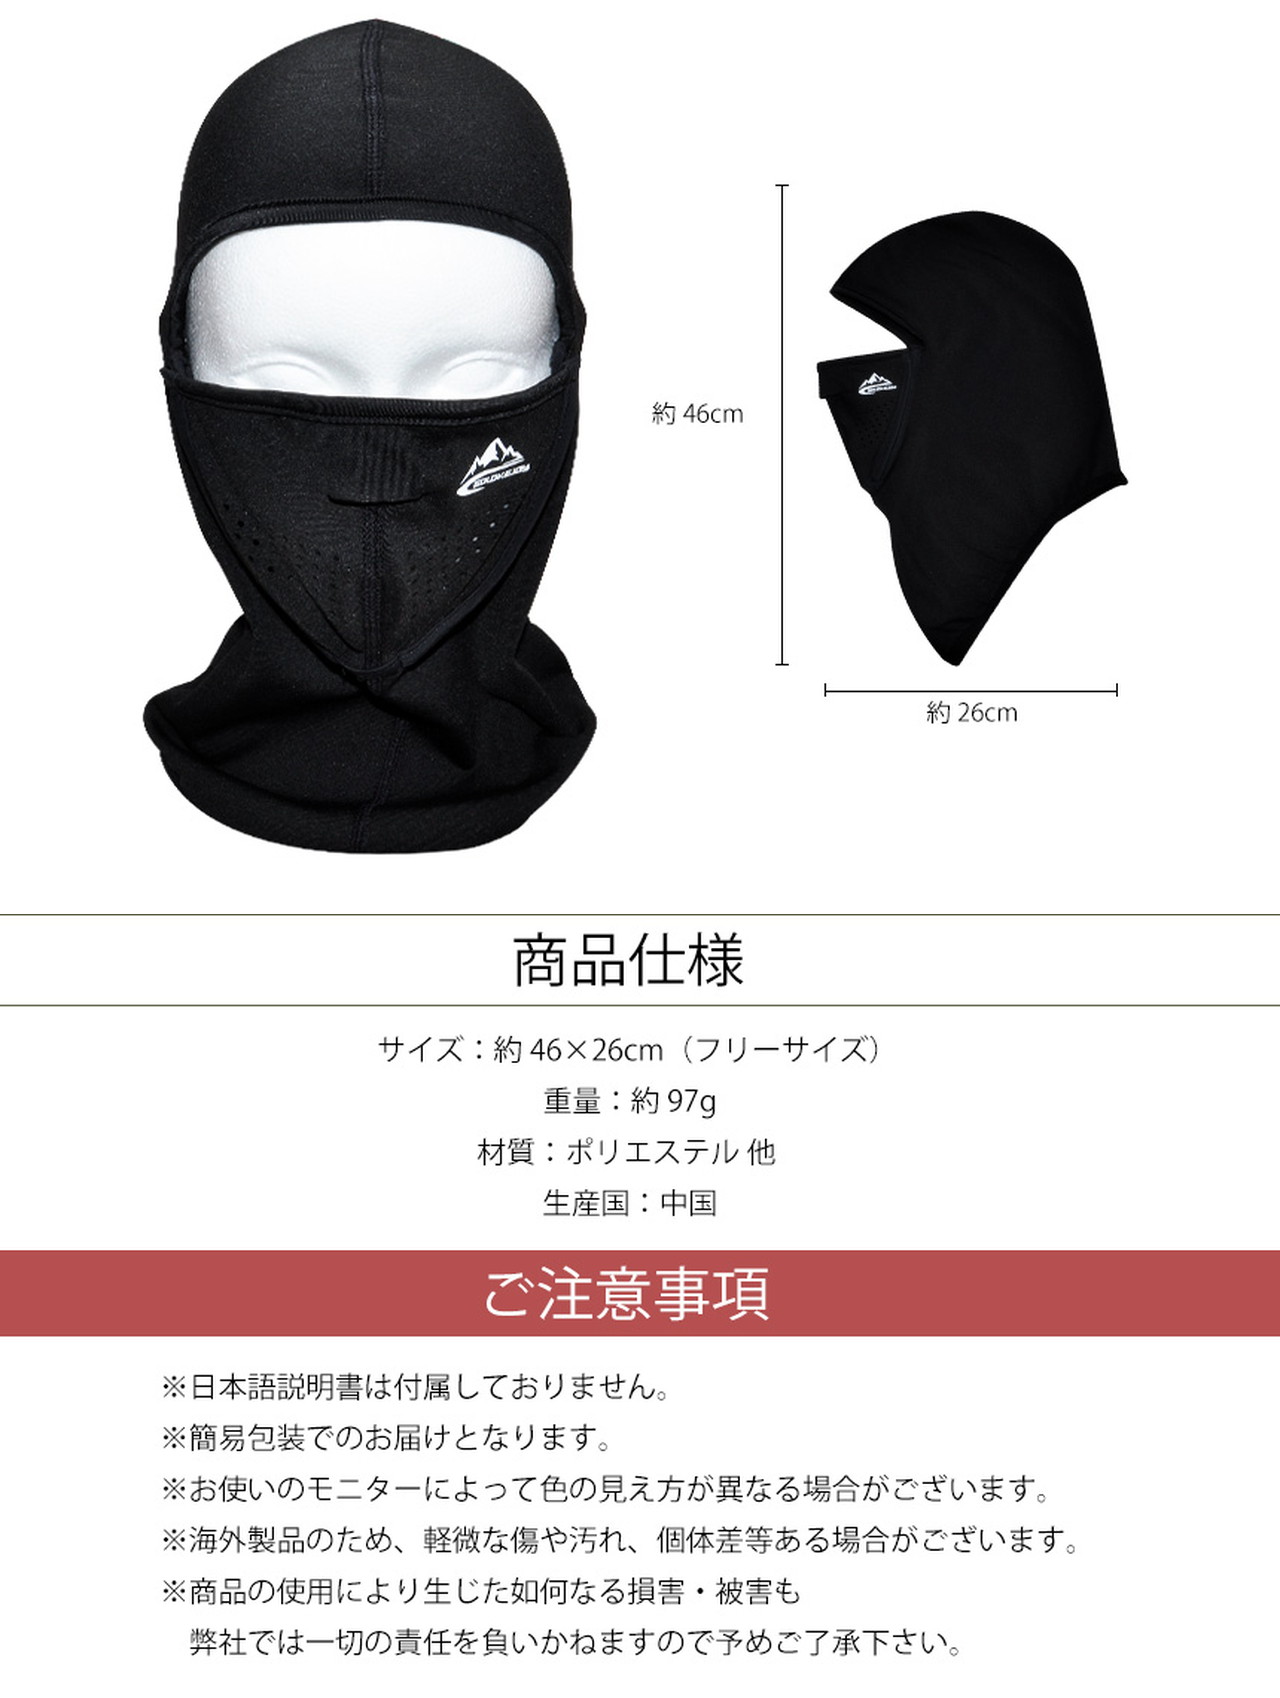 約 46cm
約 26cm
商品仕様
サイズ：約 46×26cm（フリーサイズ）
重量：約 97g
材質：ポリエステル 他
生産国：中国
ご注意事項
※日本語説明書は付属しておりません。
※簡易包装でのお届けとなります。
※お使いのモニターによって色の見え方が異なる場合がございます。
※海外製品のため、軽微な傷や汚れ、個体差等ある場合がございます。
※商品の使用により生じた如何なる損害・被害も
弊社では一切の責任を負いかねますので予めご了承下さい。